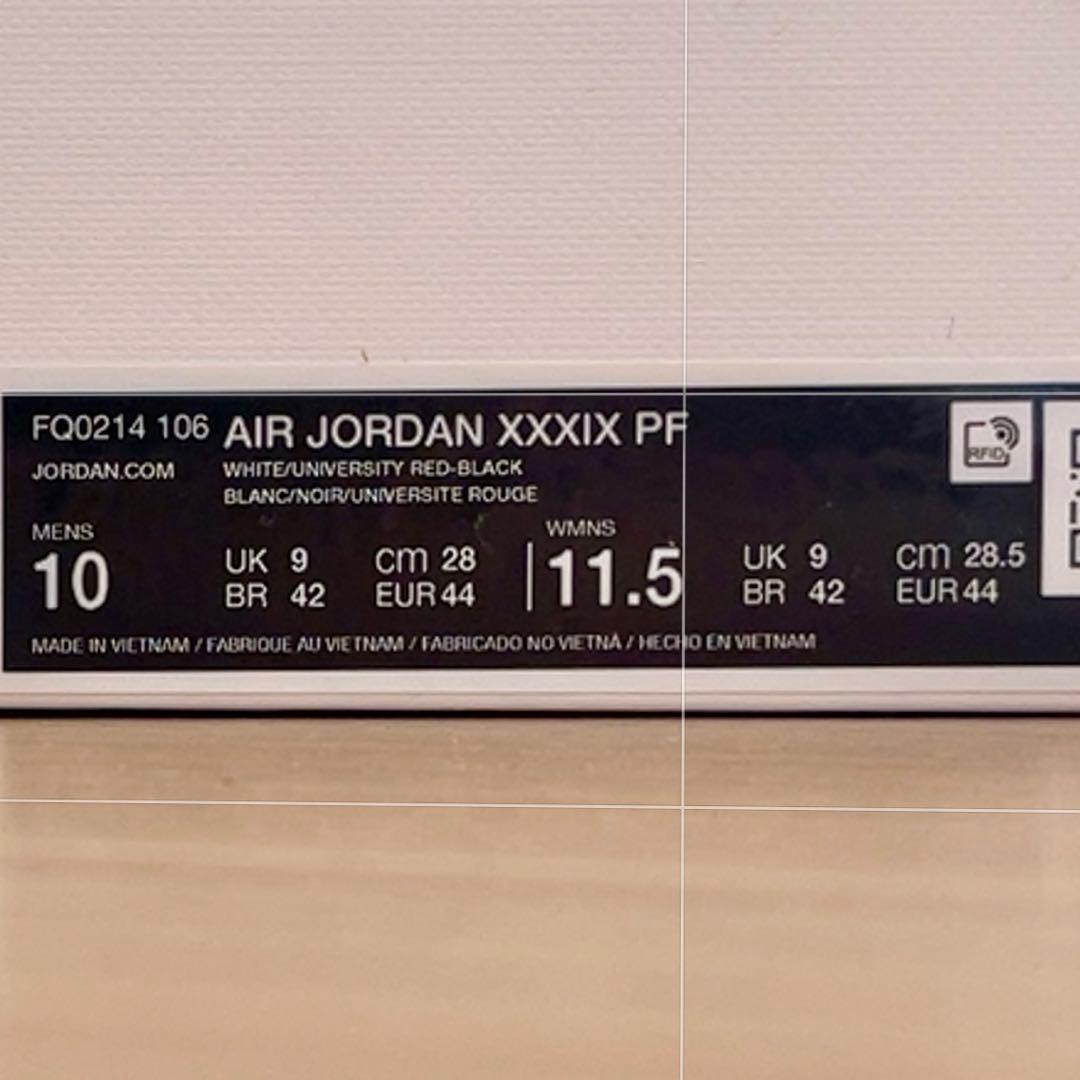 FQ0214 106 AIR JORDAN XXXIX PF
JORDAN.COM WHITE/UNIVERSITY RED-BLACK
BLANC/NOIR/UNIVERSITE ROUGE
RFID
MENS WMNS
10 UK 9 CM 28 11.5 UK 9 CM 28.5
BR 42 EUR 44 BR 42 EUR 44
MADE IN VIETNAM / FABRIQUE AU VIETNAM / FABRICADO NO VIETNÃ / HECHO EN VIETNAM